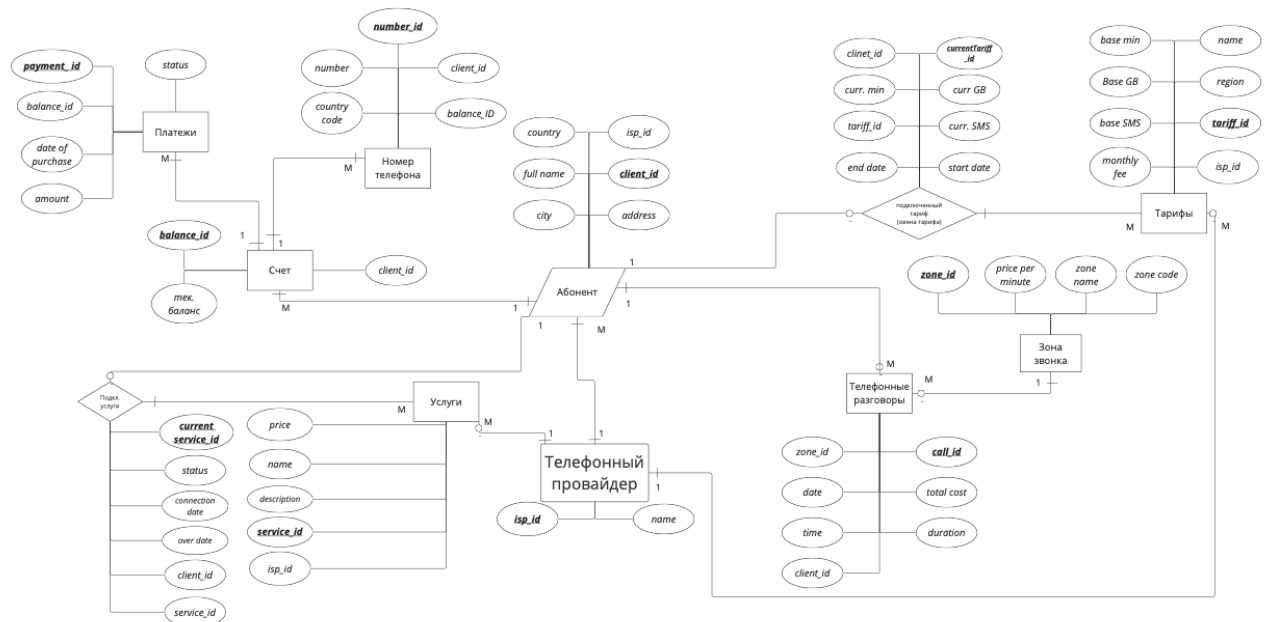 number_id
payment_ id
status
number
client_id
balance_id
country
code
balance_ID
Платежи
date of
purchase
M
M
Номер
телефона
amount
balance_id
1
1
Счет
client_id
тек.
баланс
M
country
isp_id
full name
client_id
city
address
1
Абонент
1
1
1
M
clinet_id
currentTariff
_id
curr. min
curr GB
tariff_id
curr. SMS
end date
start date
подключенный
тариф
(смена тарифа)
base min
name
Base GB
region
base SMS
tariff_id
monthly
fee
isp_id
M
Тарифы
M
zone_id
price per
minute
zone
name
zone code
Зона
звонка
1
M
M
Телефонные
разговоры
zone_id
call_id
date
total cost
time
duration
client_id
Подкл.
услуги
M
Услуги
M
current
service_id
status
connection
date
over date
client_id
service_id
price
name
description
service_id
isp_id
1
1
Телефонный
провайдер
1
isp_id
name